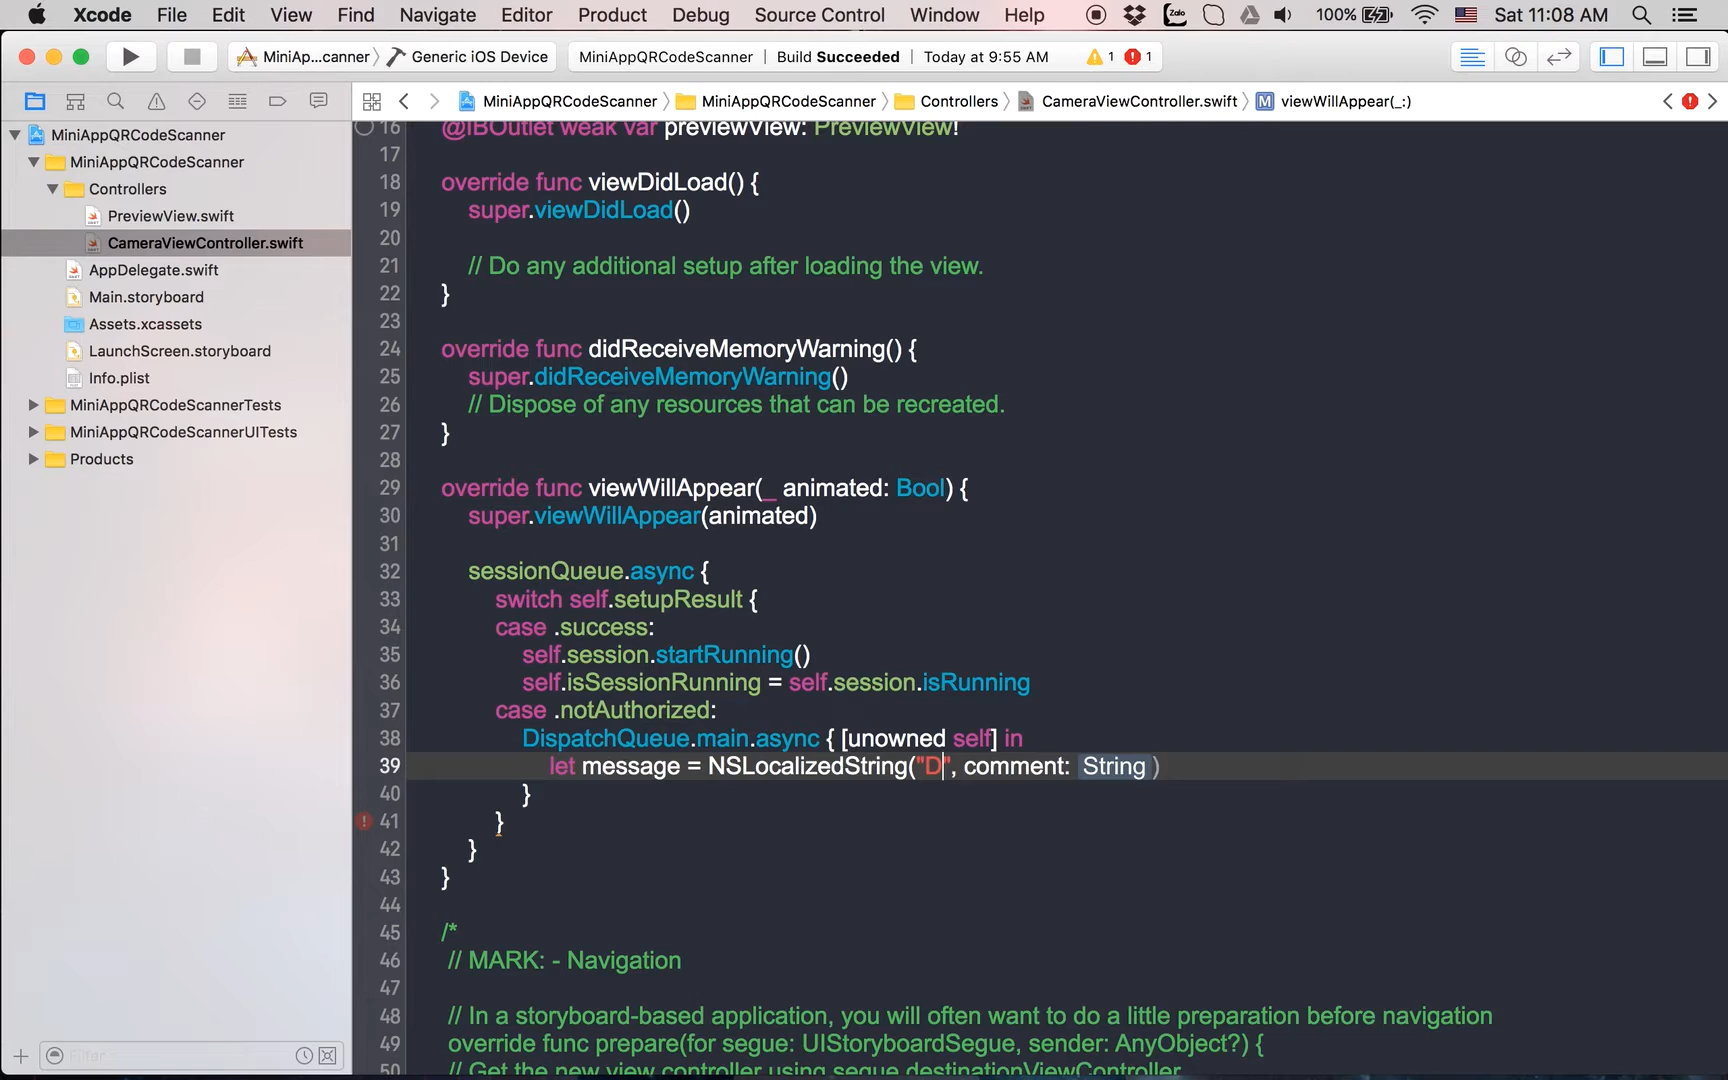 Xcode File Edit View Find Navigate Editor Product Debug Source Control Window Help Zalo 100% Sat 11:08 AM
MiniAp...canner Generic iOS Device MiniAppQRCodeScanner | Build Succeeded | Today at 9:55 AM 1 1
MiniAppQRCodeScanner MiniAppQRCodeScanner Controllers CameraViewController.swift M viewWillAppear(_:)
MiniAppQRCodeScanner
MiniAppQRCodeScanner
Controllers
PreviewView.swift
CameraViewController.swift
AppDelegate.swift
Main.storyboard
Assets.xcassets
LaunchScreen.storyboard
Info.plist
MiniAppQRCodeScannerTests
MiniAppQRCodeScannerUITests
Products
Filter
16 @IBOutlet weak var previewView: PreviewView!
17
18 override func viewDidLoad() {
19 super.viewDidLoad()
20
21 // Do any additional setup after loading the view.
22 }
23
24 override func didReceiveMemoryWarning() {
25 super.didReceiveMemoryWarning()
26 // Dispose of any resources that can be recreated.
27 }
28
29 override func viewWillAppear(_ animated: Bool) {
30 super.viewWillAppear(animated)
31
32 sessionQueue.async {
33 switch self.setupResult {
34 case .success:
35 self.session.startRunning()
36 self.isSessionRunning = self.session.isRunning
37 case .notAuthorized:
38 DispatchQueue.main.async { [unowned self] in
39 let message = NSLocalizedString("D", comment: String )
40 }
41 }
42 }
43 }
44
45 /*
46 // MARK: - Navigation
47
48 // In a storyboard-based application, you will often want to do a little preparation before navigation
49 override func prepare(for segue: UIStoryboardSegue, sender: AnyObject?) {
50 // Get the new view controller using segue.destinationViewController.